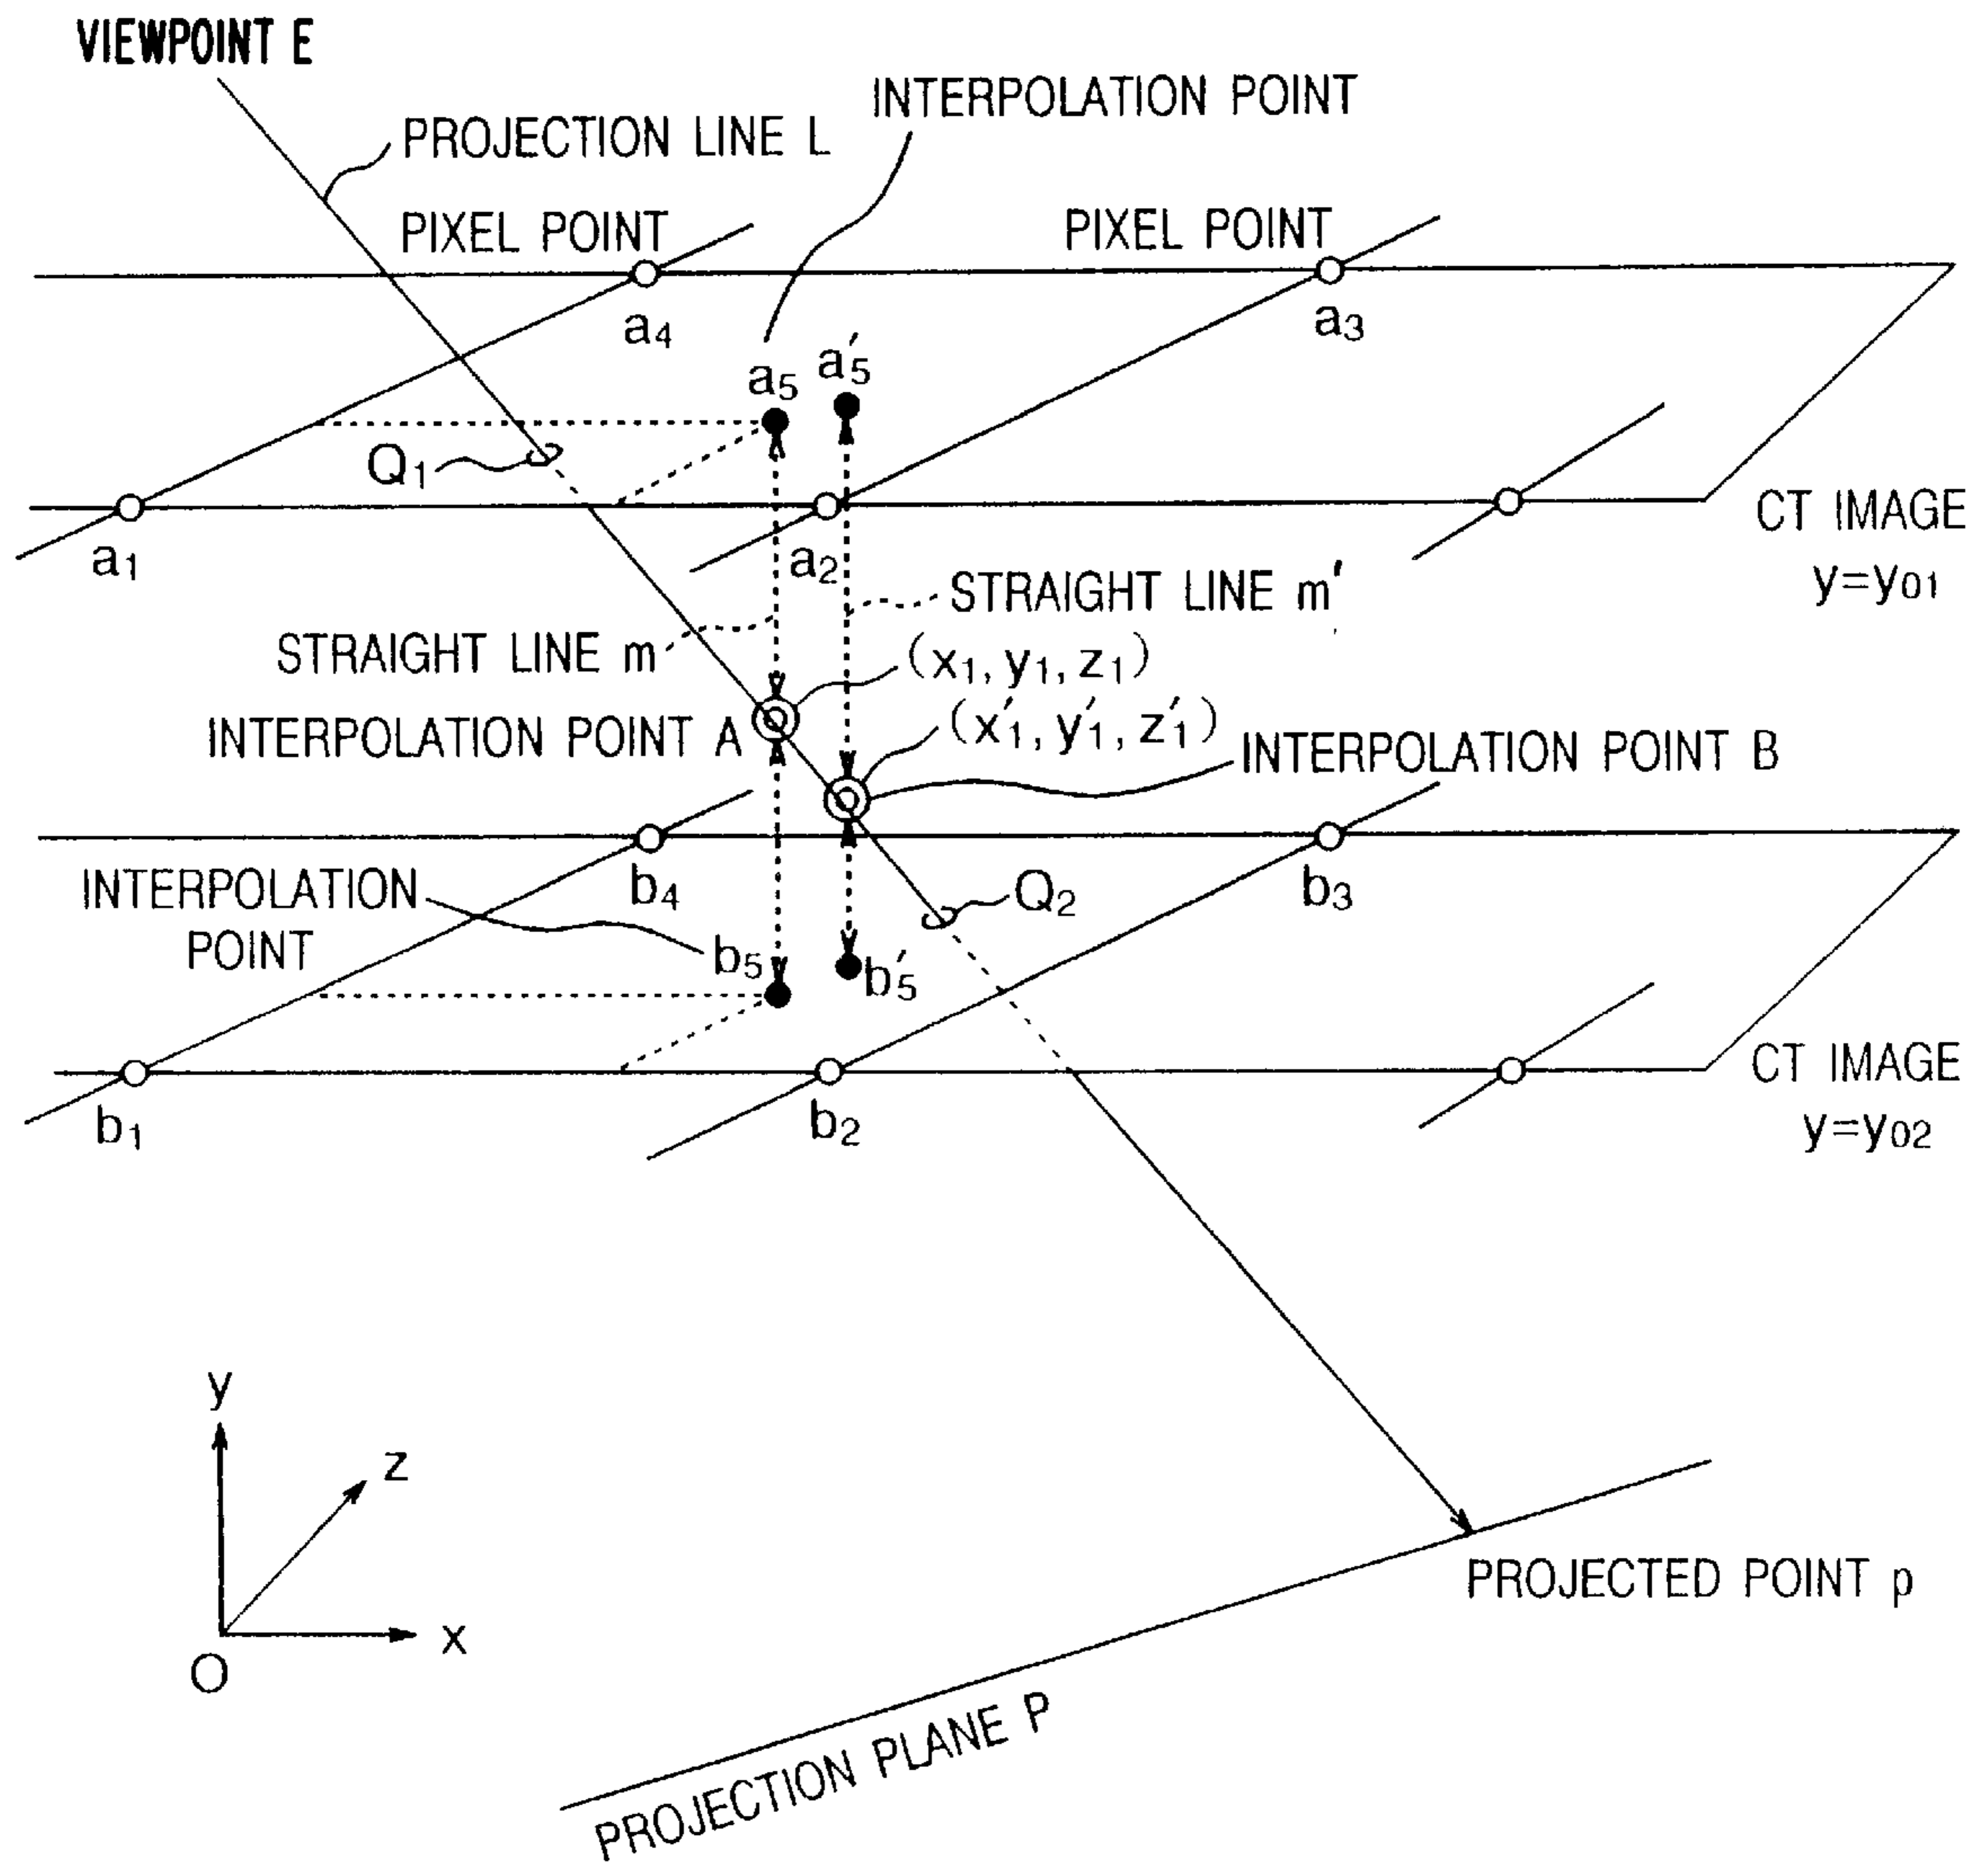 VIEWPOINT E
INTERPOLATION POINT
PROJECTION LINE L
PIXEL POINT
PIXEL POINT
a4
a3
a5
a'5
Q1
a1
a2
CT IMAGE
y=y01
STRAIGHT LINE m'
STRAIGHT LINE m
(x1, y1, z1)
(x'1, y'1, z'1)
INTERPOLATION POINT A
INTERPOLATION POINT B
b4
b3
INTERPOLATION
POINT
Q2
b5
b'5
CT IMAGE
y=y02
b1
b2
y
z
x
O
PROJECTED POINT p
PROJECTION PLANE P